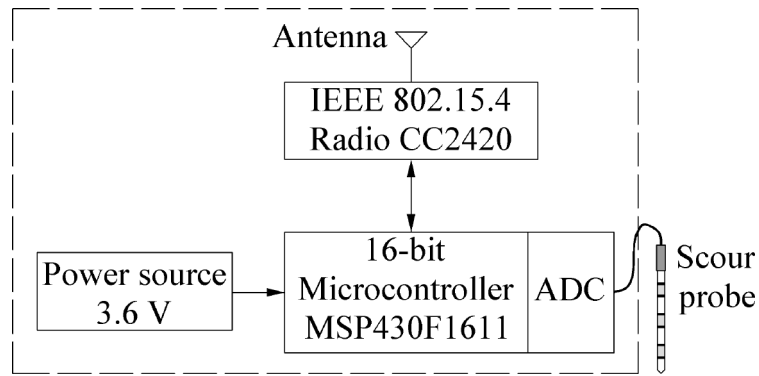 Antenna
IEEE 802.15.4
Radio CC2420
Power source
3.6 V
16-bit
Microcontroller
MSP430F1611
ADC
Scour
probe